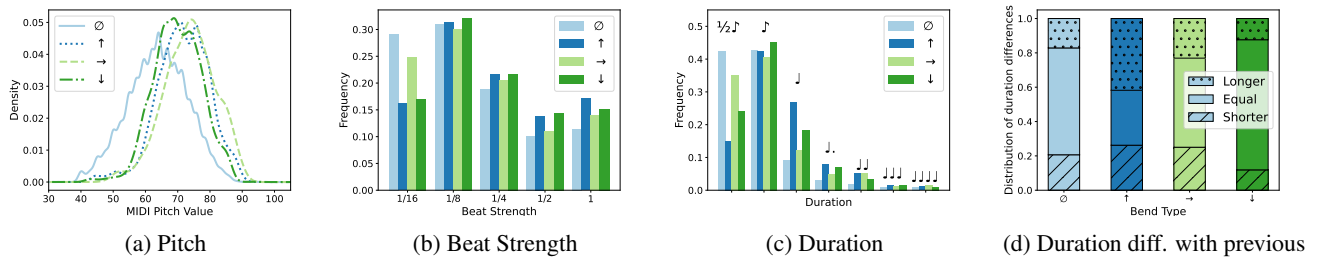 Density
0.05
0.04
0.03
0.02
0.01
0.00
30 40 50 60 70 80 90 100
MIDI Pitch Value
∅
↑
→
↓
(a) Pitch
Frequency
0.30
0.25
0.20
0.15
0.10
0.05
0.00
1/16 1/8 1/4 1/2 1
Beat Strength
∅
↑
→
↓
(b) Beat Strength
Frequency
0.5
0.4
0.3
0.2
0.1
0.0
½♪ ♪ ♩ ♩. ♩♩ ♩♩♩ ♩♩♩♩
Duration
∅
↑
→
↓
(c) Duration
Distribution of duration differences
1.0
0.8
0.6
0.4
0.2
0.0
Longer
Equal
Shorter
∅ ↑ → ↓
Bend Type
(d) Duration diff. with previous